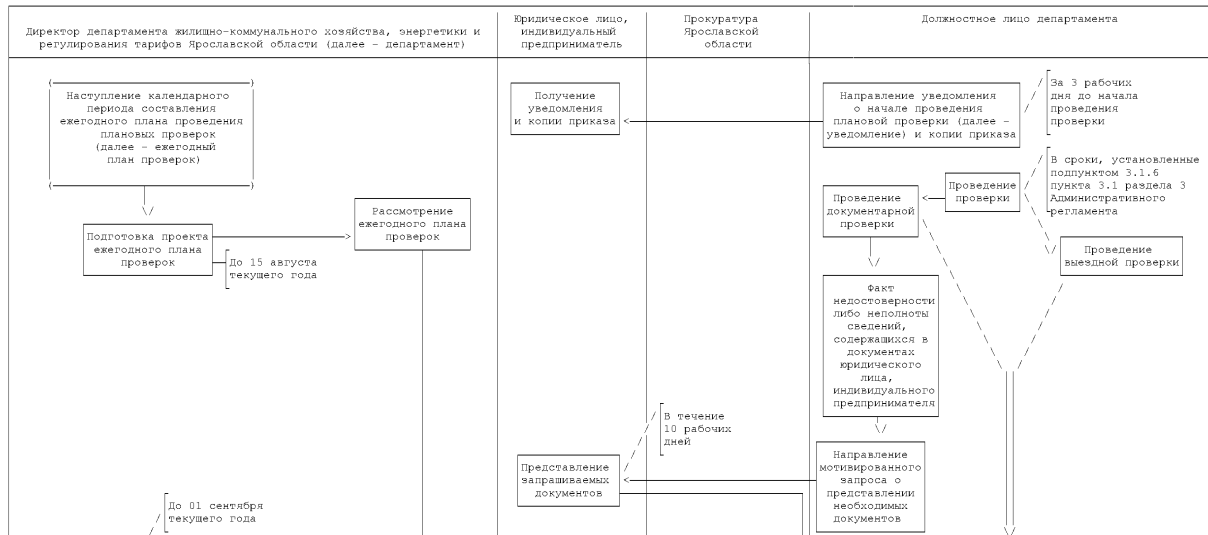 Директор департамента жилищно-коммунального хозяйства, энергетики и
регулирования тарифов Ярославской области (далее - департамент)
Юридическое лицо,
индивидуальный
предприниматель
Прокуратура
Ярославской
области
Должностное лицо департамента
Наступление календарного
периода составления
ежегодного плана проведения
плановых проверок
(далее - ежегодный
план проверок)
Получение
уведомления
и копии приказа
Направление уведомления
о начале проведения
плановой проверки (далее -
уведомление) и копии приказа
За 3 рабочих
дня до начала
проведения
проверки
В сроки, установленные
подпунктом 3.1.6
пункта 3.1 раздела 3
Административного
регламента
Проведение
проверки
Проведение
документарной
проверки
Рассмотрение
ежегодного плана
проверок
Подготовка проекта
ежегодного плана
проверок
До 15 августа
текущего года
Проведение
выездной проверки
Факт
недостоверности
либо неполноты
сведений,
содержащихся в
документах
юридического
лица,
индивидуального
предпринимателя
В течение
10 рабочих
дней
Представление
запрашиваемых
документов
Направление
мотивированного
запроса о
представлении
необходимых
документов
До 01 сентября
текущего года